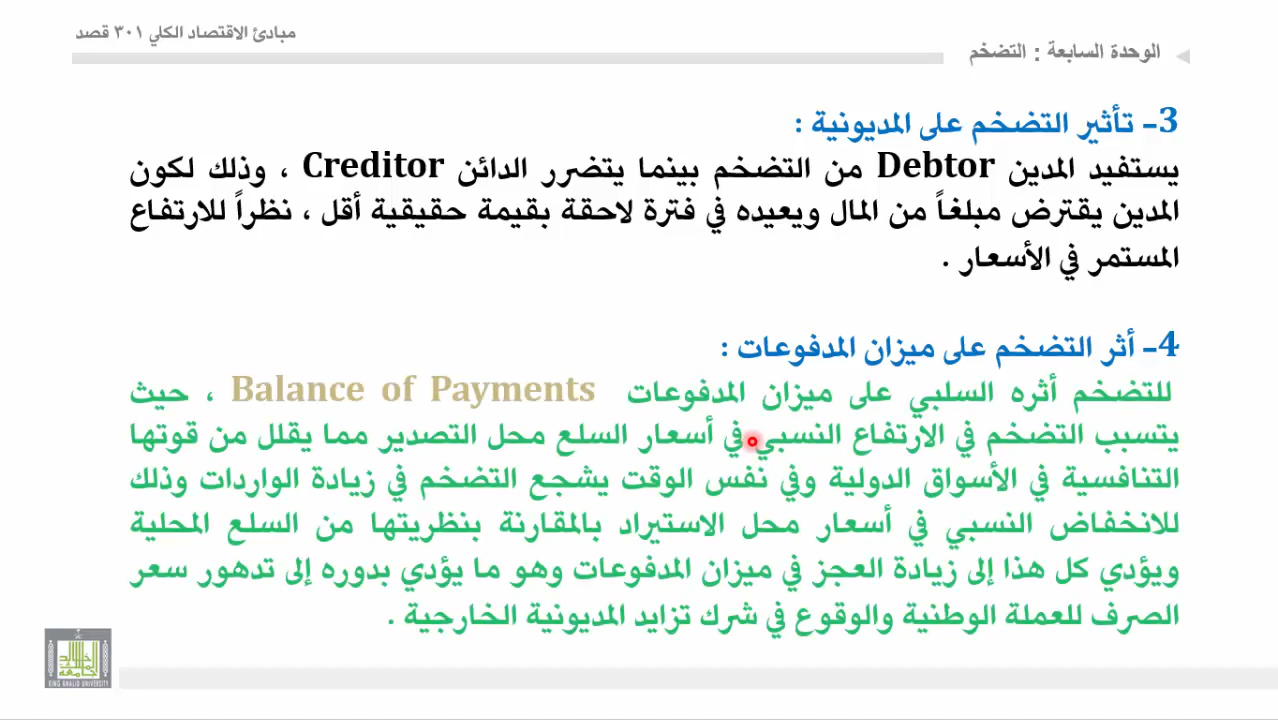 مبادئ الاقتصاد الكلي ٣٠١ قصد
الوحدة السابعة : التضخم
3- تأثير التضخم على المديونية :
يستفيد المدين Debtor من التضخم بينما يتضرر الدائن Creditor ، وذلك لكون
المدين يقترض مبلغاً من المال ويعيده في فترة لاحقة بقيمة حقيقية أقل ، نظراً للارتفاع
المستمر في الأسعار .
4- أثر التضخم على ميزان المدفوعات :
للتضخم أثره السلبي على ميزان المدفوعات Balance of Payments ، حيث
يتسبب التضخم في الارتفاع النسبي في أسعار السلع محل التصدير مما يقلل من قوتها
التنافسية في الأسواق الدولية وفي نفس الوقت يشجع التضخم في زيادة الواردات وذلك
للانخفاض النسبي في أسعار محل الاستيراد بالمقارنة بنظريتها من السلع المحلية
ويؤدي كل هذا إلى زيادة العجز في ميزان المدفوعات وهو ما يؤدي بدوره إلى تدهور سعر
الصرف للعملة الوطنية والوقوع في شرك تزايد المديونية الخارجية .
KING KHALID UNIVERSITY